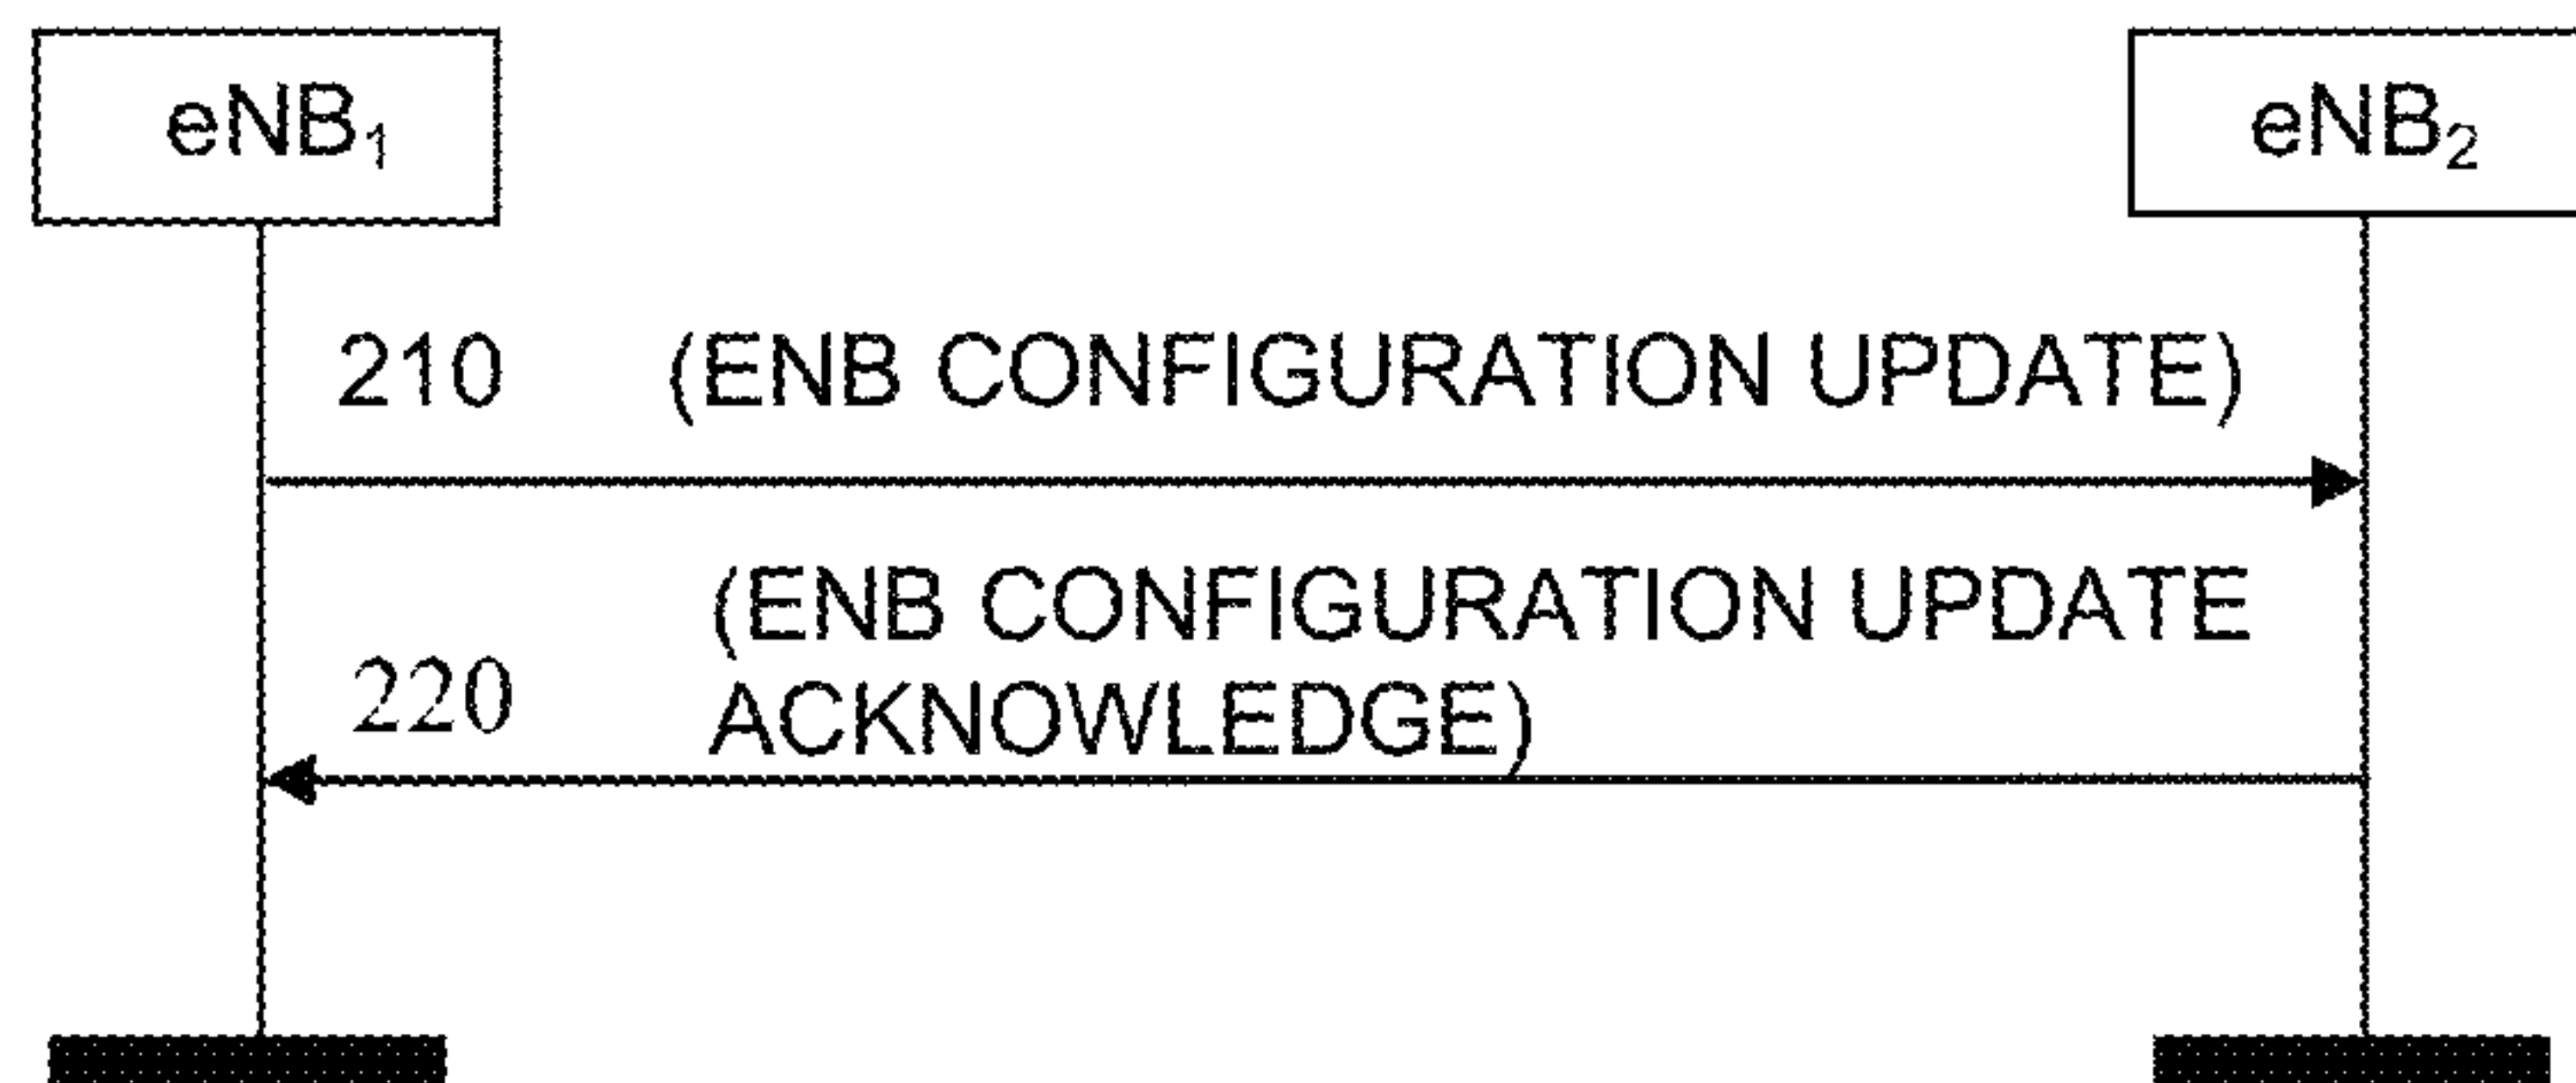 eNB₁
eNB₂
210 (ENB CONFIGURATION UPDATE)
(ENB CONFIGURATION UPDATE
220 ACKNOWLEDGE)